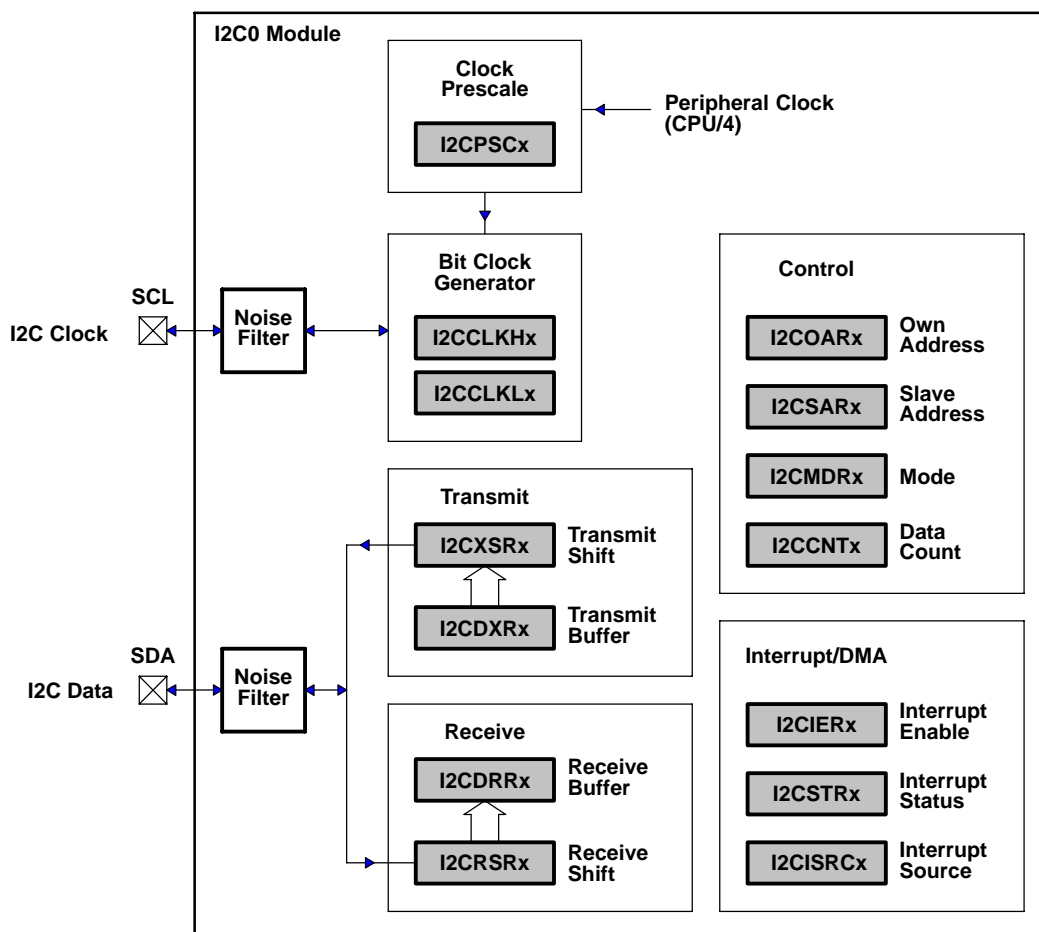 I2C0 Module
Clock
Prescale
I2CPSCx
Peripheral Clock
(CPU/4)
Bit Clock
Generator
I2CCLKHx
I2CCLKLx
SCL
I2C Clock
Noise
Filter
Control
I2COARx
Own
Address
I2CSARx
Slave
Address
I2CMDRx
Mode
I2CCNTx
Data
Count
Transmit
I2CXSRx
Transmit
Shift
I2CDXRx
Transmit
Buffer
SDA
I2C Data
Noise
Filter
Receive
I2CDRRx
Receive
Buffer
I2CRSRx
Receive
Shift
Interrupt/DMA
I2CIERx
Interrupt
Enable
I2CSTRx
Interrupt
Status
I2CISRCx
Interrupt
Source